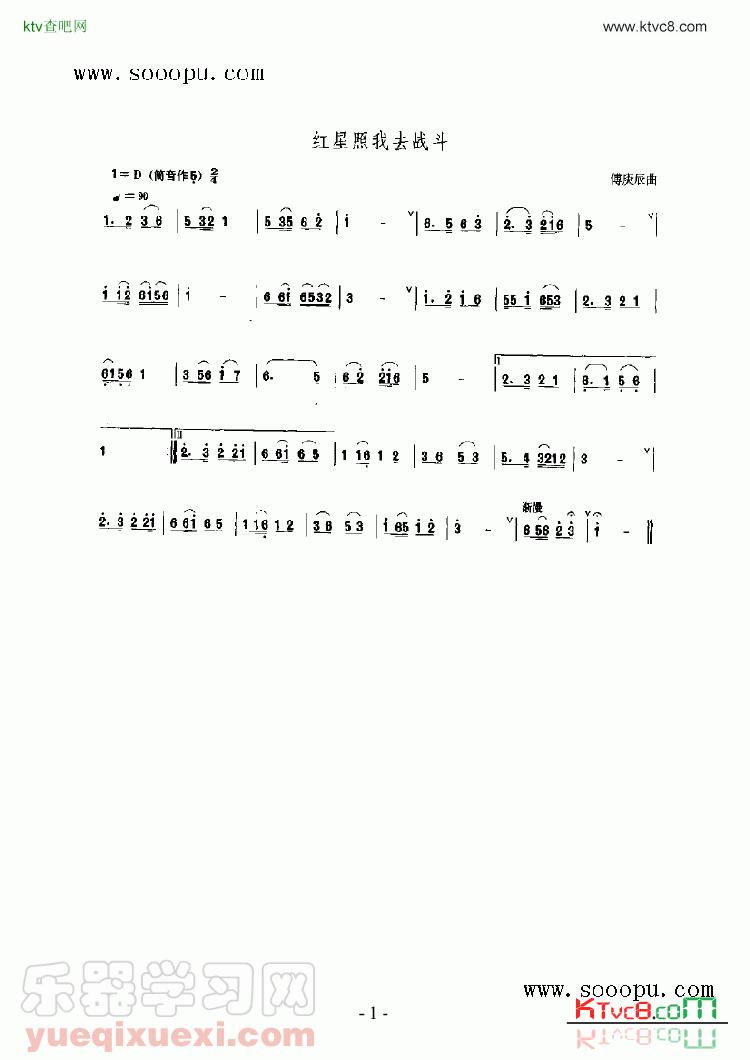 ktv查吧网 www.ktvc8.com
www.sooopu.com
红星照我去战斗
1=D（筒音作5）2/4 傅庚辰曲
♩=90
1. 2 3 6 | 5 32 1 | 5 35 6 2 | 1 - ∨| 6. 5 6 3 | 2. 3 216 | 5 - ∨|
1 12 6156 | 1 - | 6 61 6532 | 3 - ∨| 1. 2 1 6 | 55 1 653 | 2. 3 2 1 |
6156 1 | 3 56 1 7 | 6. 5 | 6 2 216 | 5 - | 2. 3 2 1 | 6. 1 5 6 |
1 :‖ 2. 3 2 21 | 6 61 6 5 | 1 16 1 2 | 3 6 5 3 | 5. 4 3212 | 3 - ∨|
渐慢
2. 3 2 21 | 6 61 6 5 | 1 16 1 2 | 3 6 5 3 | 1 65 1 2 | 3 - ∨| 6 56 2 3 ∨| 1 - ‖
乐器学习网
yueqixuexi.com
- 1 -
www.sooopu.com
KTvc8.com